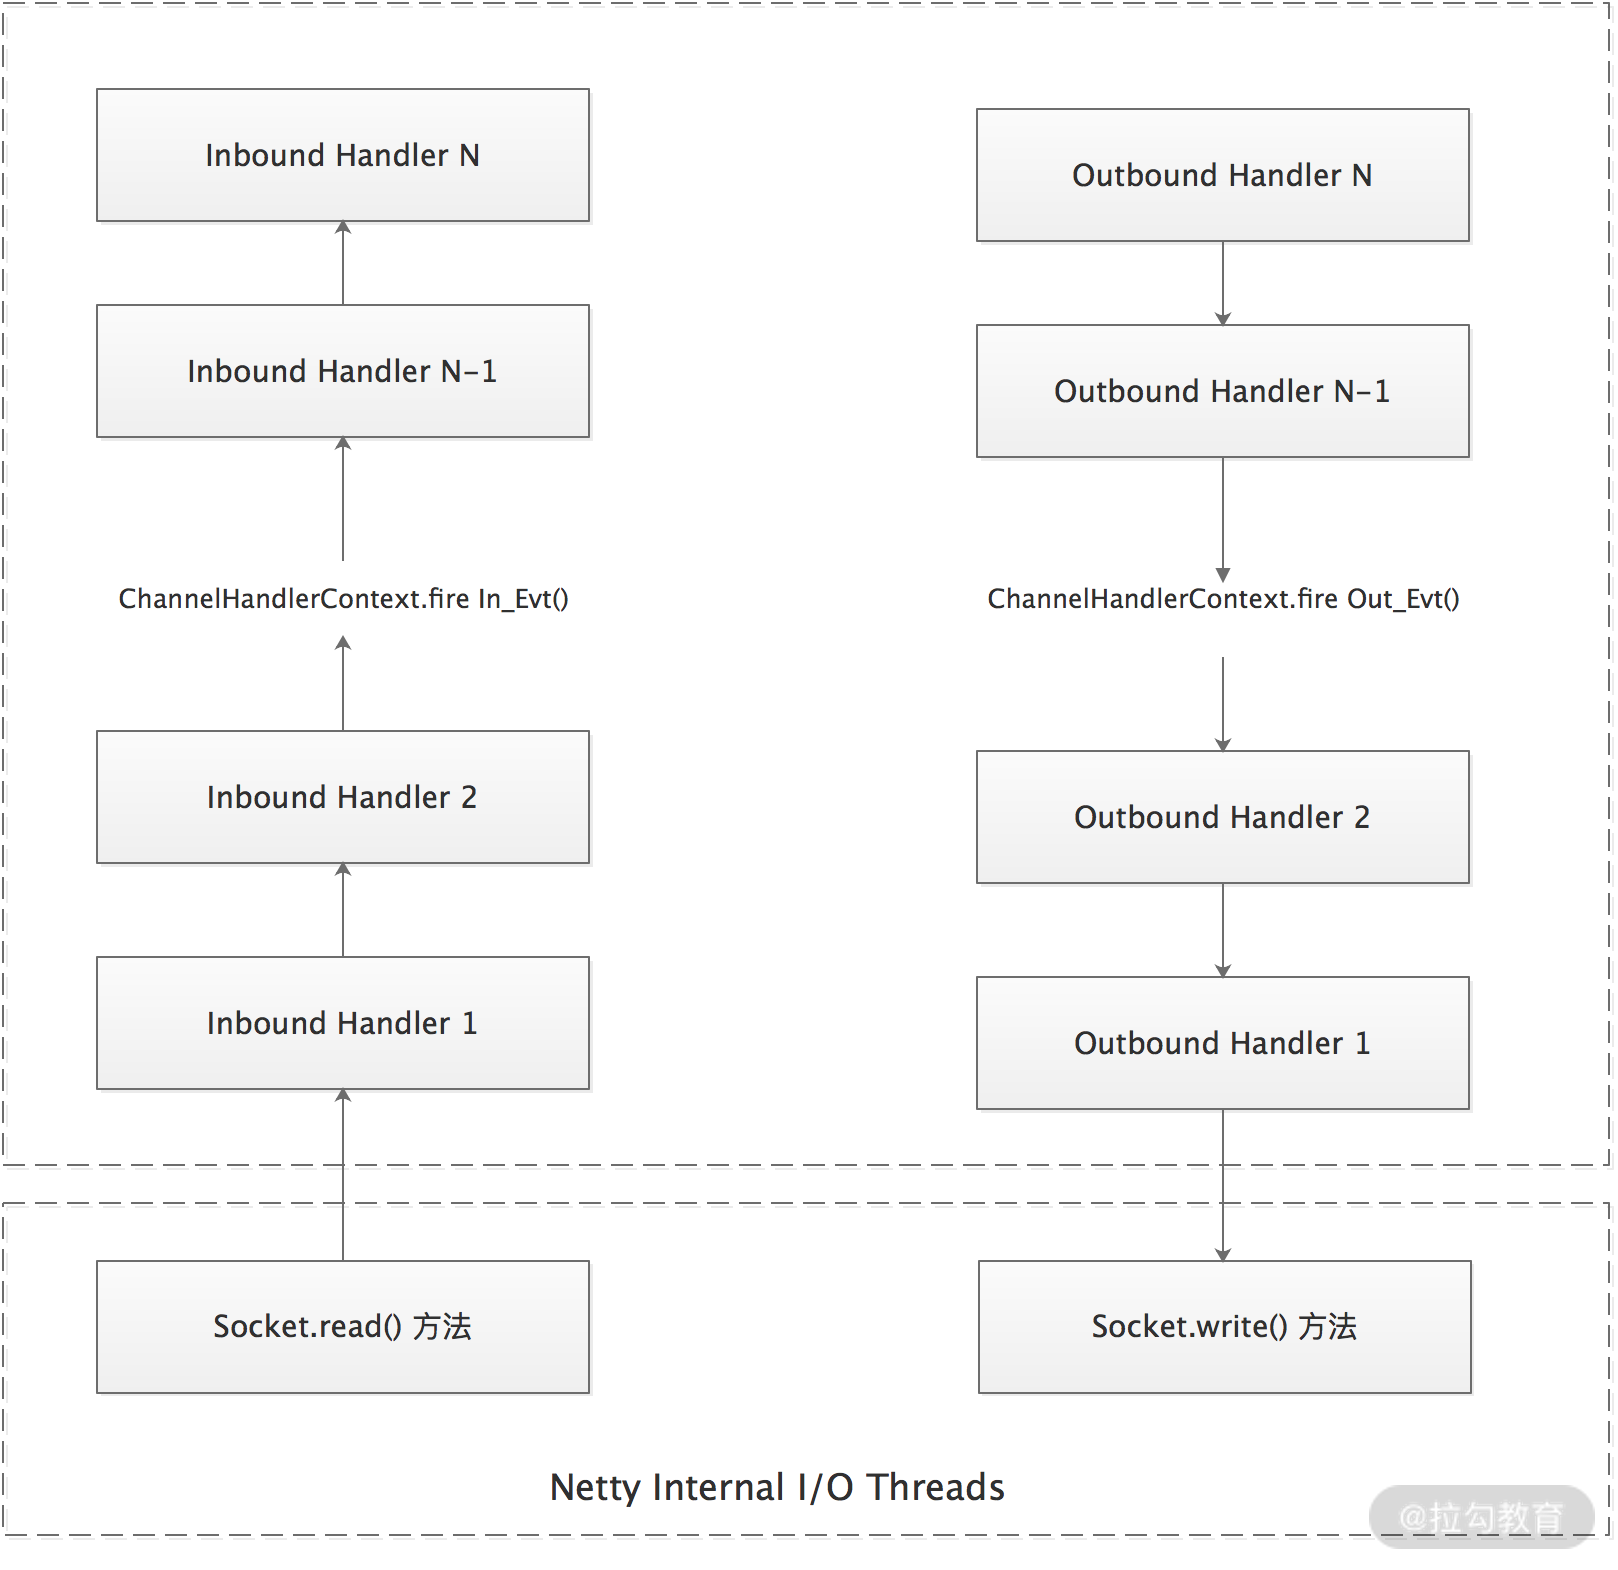 Inbound Handler N
Outbound Handler N
Inbound Handler N-1
Outbound Handler N-1
ChannelHandlerContext.fire In_Evt()
ChannelHandlerContext.fire Out_Evt()
Inbound Handler 2
Outbound Handler 2
Inbound Handler 1
Outbound Handler 1
Socket.read() 方法
Socket.write() 方法
Netty Internal I/O Threads
@拉勾教育